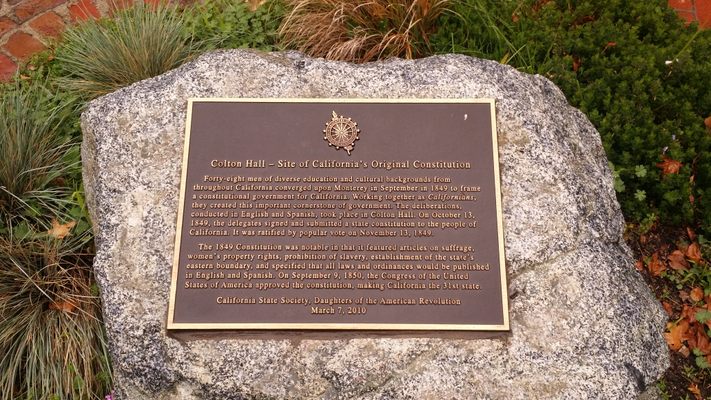 Colton Hall – Site of California's Original Constitution
Forty-eight men of diverse education and cultural backgrounds from
throughout California converged upon Monterey in September in 1849 to frame
a constitutional government for California. Working together as Californians,
they created this important cornerstone of government. The deliberations,
conducted in English and Spanish, took place in Colton Hall. On October 13,
1849, the delegates signed and submitted a state constitution to the people of
California. It was ratified by popular vote on November 13, 1849.
The 1849 Constitution was notable in that it featured articles on suffrage,
women's property rights, prohibition of slavery, establishment of the state's
eastern boundary, and specified that all laws and ordinances would be published
in English and Spanish. On September 9, 1850, the Congress of the United
States of America approved the constitution, making California the 31st state.
California State Society, Daughters of the American Revolution
March 7, 2010